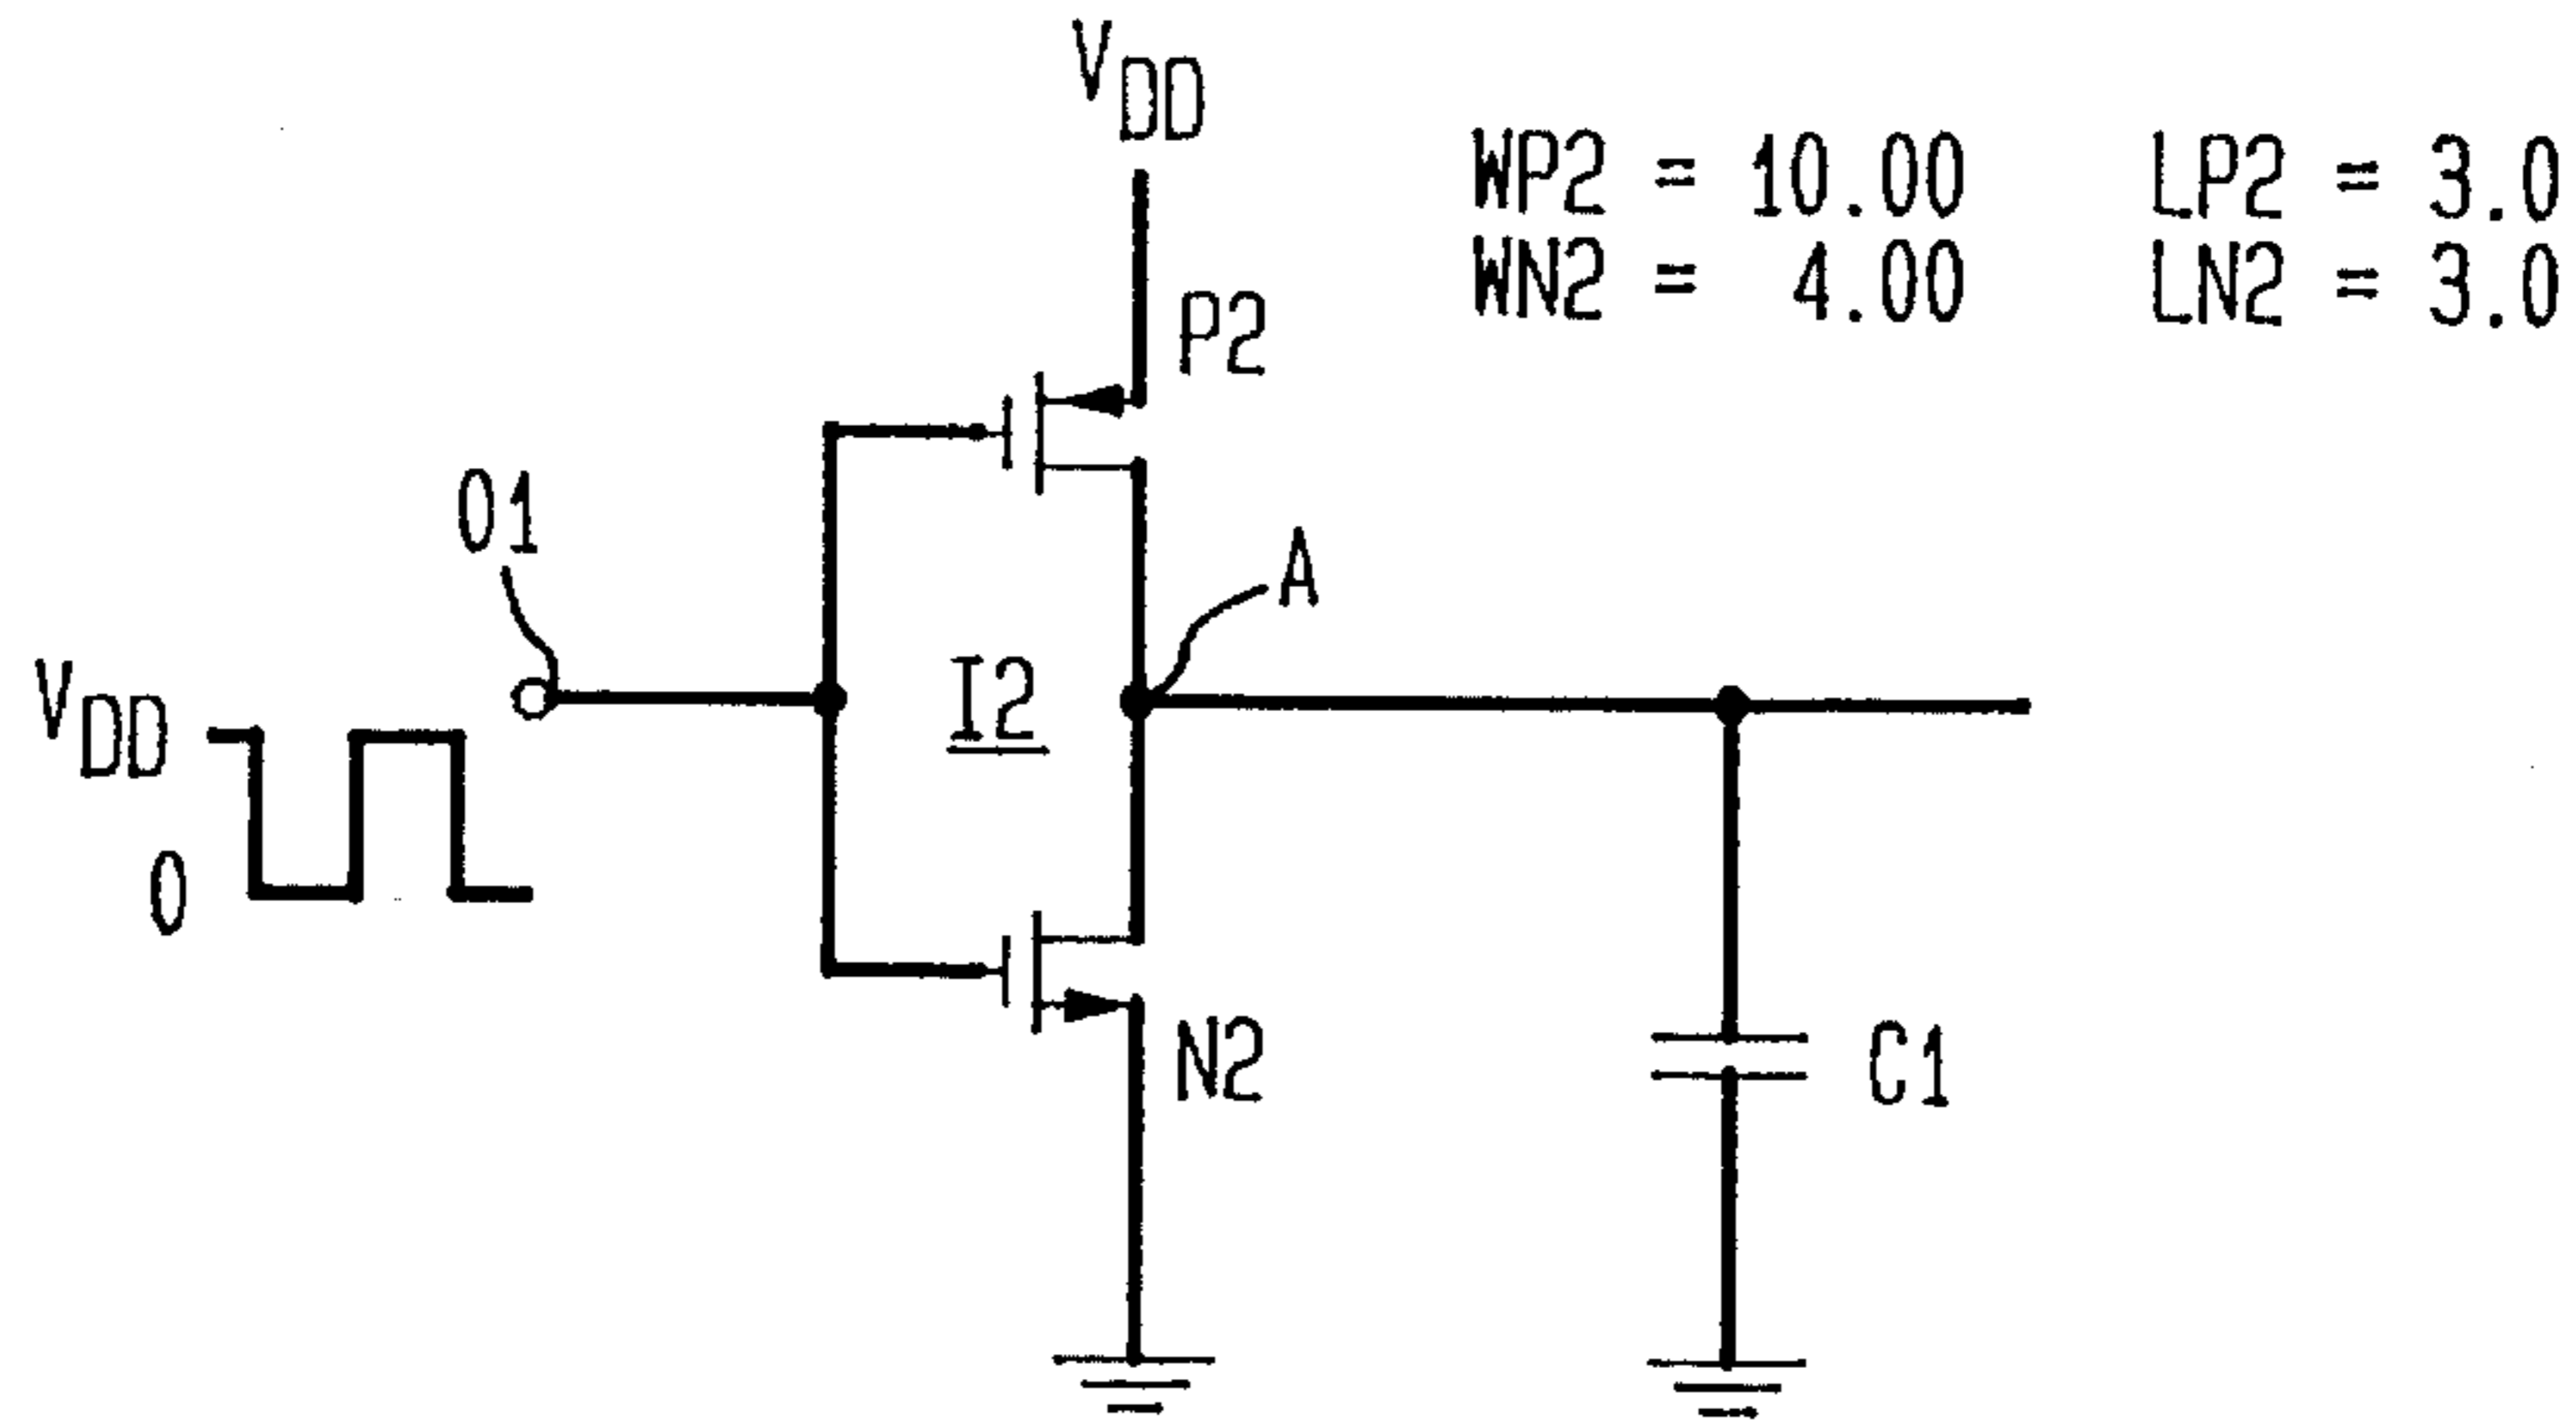 VDD
WP2 = 10.00 LP2 = 3.0
WN2 = 4.00 LN2 = 3.0
P2
O1
A
I2
VDD
0
N2
C1